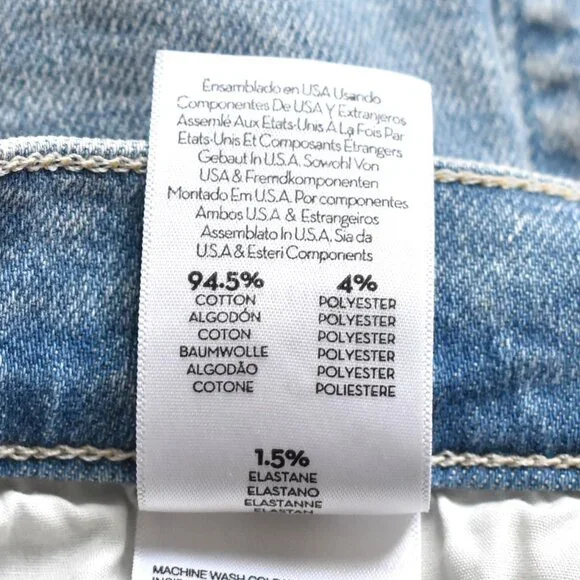 Ensamblado en USA Usando
Componentes De USA Y Extranjeros
Assemlé Aux Etats-Unis À La Fois Par
Etats-Unis Et Composants Étrangers
Gebaut In U.S.A. Sowohl Von
USA & Fremdkomponenten
Montado Em U.S.A. Por componentes
Ambos U.S.A & Estrangeiros
Assemblato In U.S.A. Sia da
U.S.A & Esteri Components
94.5% 4%
COTTON POLYESTER
ALGODÓN POLYESTER
COTON POLYESTER
BAUMWOLLE POLYESTER
ALGODÃO POLYESTER
COTONE POLIESTERE
1.5%
ELASTANE
ELASTANO
ELASTANNE
ELASTAN
MACHINE WASH COLD